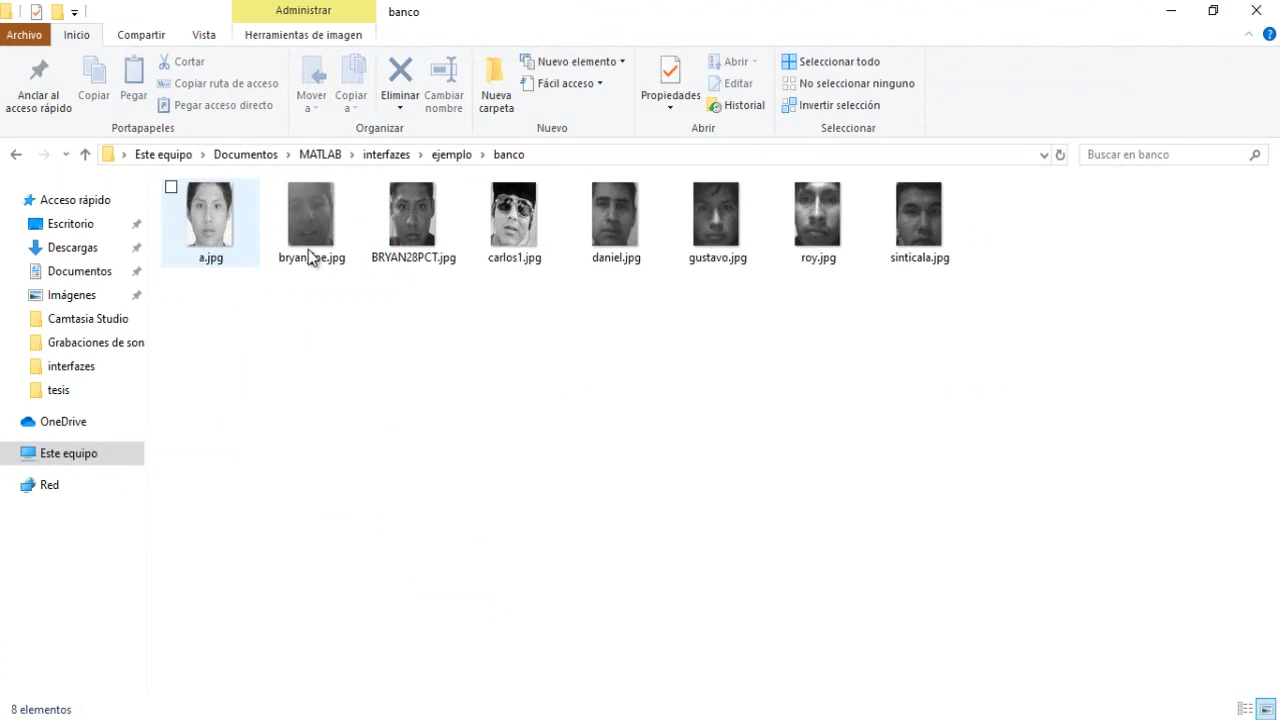 Administrar
banco
Archivo
Inicio
Compartir
Vista
Herramientas de imagen
Anclar al
acceso rápido
Copiar
Pegar
Cortar
Copiar ruta de acceso
Pegar acceso directo
Portapapeles
Mover
a
Copiar
a
Eliminar
Cambiar
nombre
Organizar
Nueva
carpeta
Nuevo elemento
Fácil acceso
Nuevo
Propiedades
Abrir
Editar
Historial
Abrir
Seleccionar todo
No seleccionar ninguno
Invertir selección
Seleccionar
Este equipo > Documentos > MATLAB > interfazes > ejemplo > banco
Buscar en banco
Acceso rápido
Escritorio
Descargas
Documentos
Imágenes
Camtasia Studio
Grabaciones de son
interfazes
tesis
OneDrive
Este equipo
Red
a.jpg
BRYAN28PCT.jpg
carlos1.jpg
daniel.jpg
gustavo.jpg
roy.jpg
sinticala.jpg
8 elementos